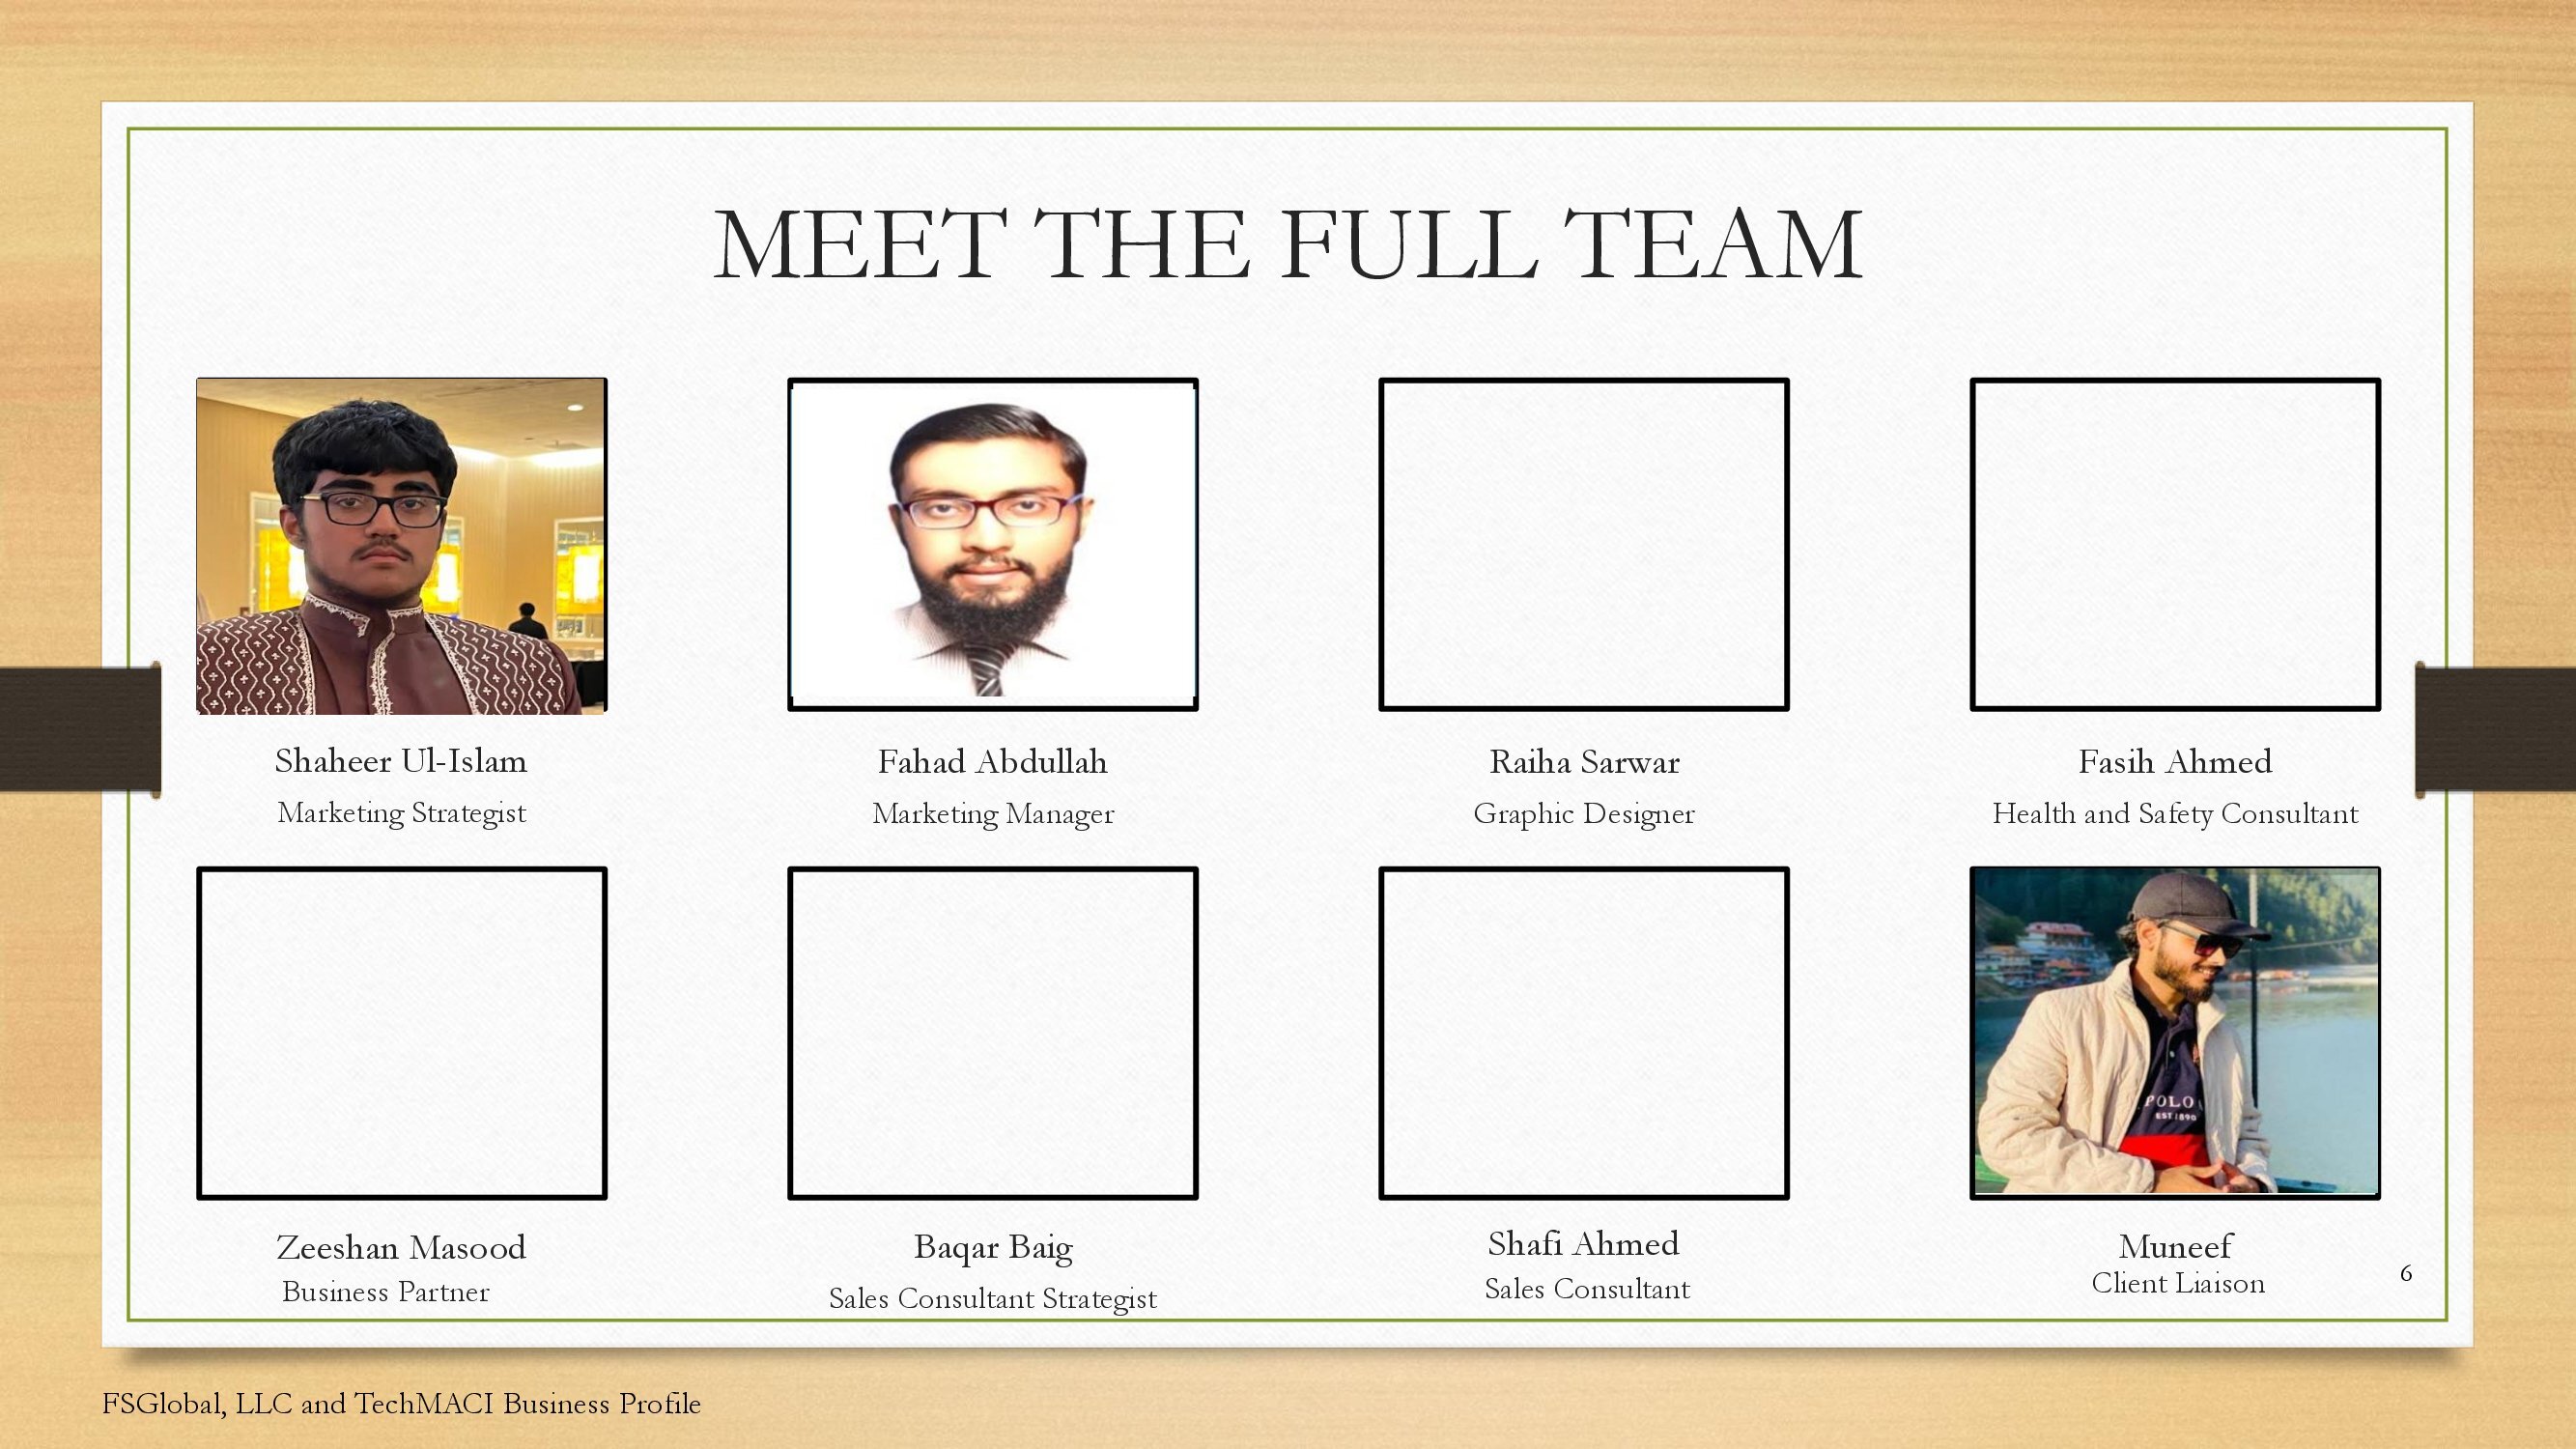 MEET THE FULL TEAM
Shaheer Ul-Islam
Marketing Strategist
Fahad Abdullah
Marketing Manager
Raiha Sarwar
Graphic Designer
Fasih Ahmed
Health and Safety Consultant
POLO
EST 1890
Zeeshan Masood
Business Partner
Baqar Baig
Sales Consultant Strategist
Shafi Ahmed
Sales Consultant
Muneef
Client Liaison
6
FSGlobal, LLC and TechMACI Business Profile